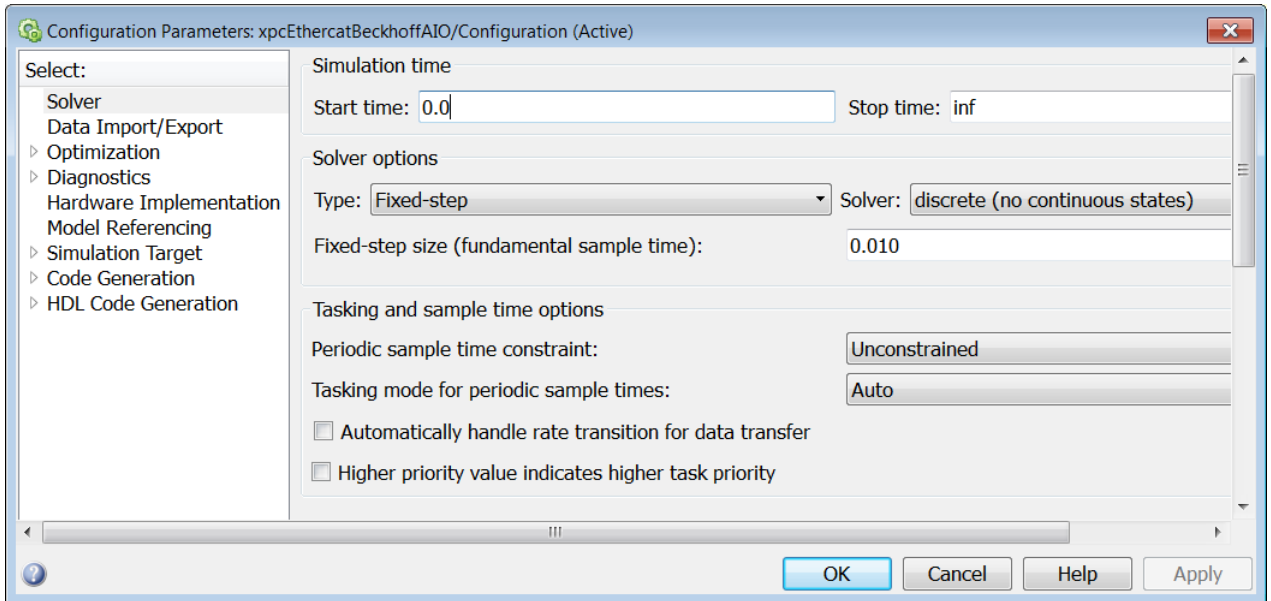 Configuration Parameters: xpcEthercatBeckhoffAIO/Configuration (Active)
Select:
Solver
Data Import/Export
Optimization
Diagnostics
Hardware Implementation
Model Referencing
Simulation Target
Code Generation
HDL Code Generation
Simulation time
Start time: 0.0 Stop time: inf
Solver options
Type: Fixed-step Solver: discrete (no continuous states)
Fixed-step size (fundamental sample time): 0.010
Tasking and sample time options
Periodic sample time constraint: Unconstrained
Tasking mode for periodic sample times: Auto
Automatically handle rate transition for data transfer
Higher priority value indicates higher task priority
OK Cancel Help Apply